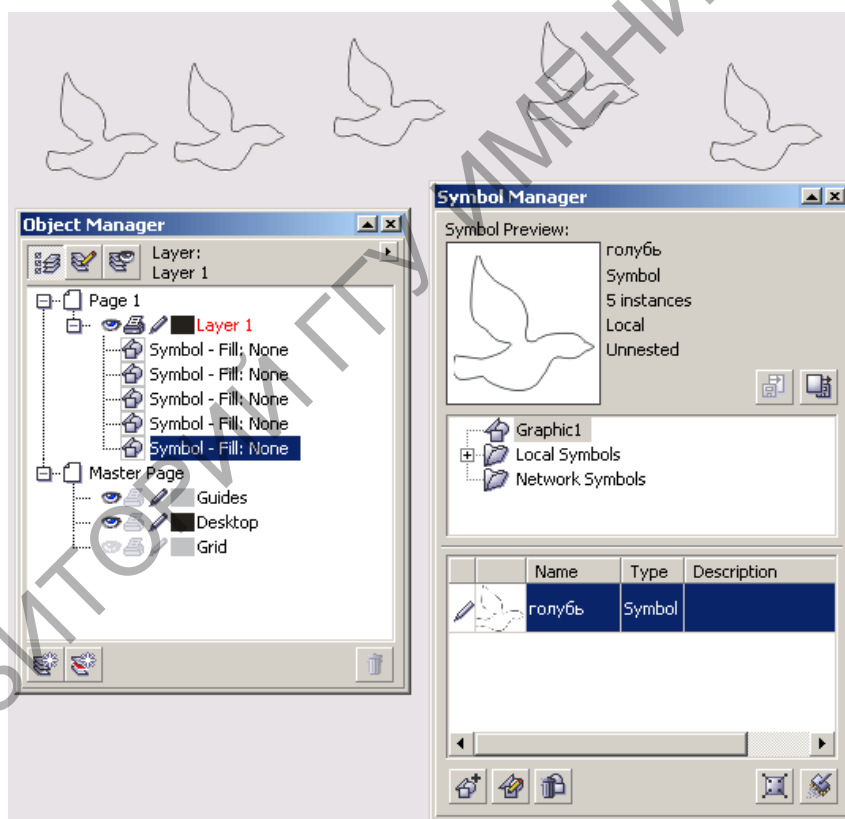 Object Manager
Layer:
Layer 1
Page 1
Layer 1
Symbol - Fill: None
Symbol - Fill: None
Symbol - Fill: None
Symbol - Fill: None
Symbol - Fill: None
Master Page
Guides
Desktop
Grid
Symbol Manager
Symbol Preview:
голубь
Symbol
5 instances
Local
Unnested
Graphic1
Local Symbols
Network Symbols
Name Type Description
голубь Symbol
ГГУ ИМЕНИ